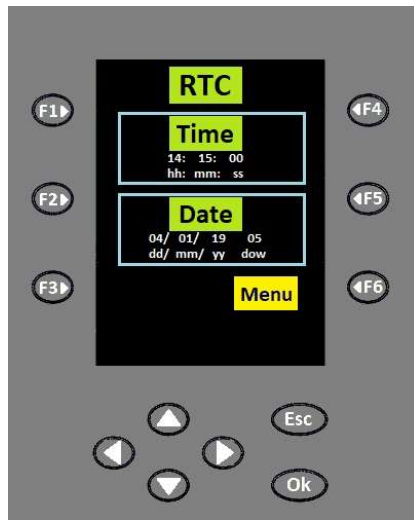 RTC
F1
F4
Time
14: 15: 00
hh: mm: ss
F2
F5
Date
04/ 01/ 19 05
dd/ mm/ yy dow
F3
Menu
F6
Esc
Ok